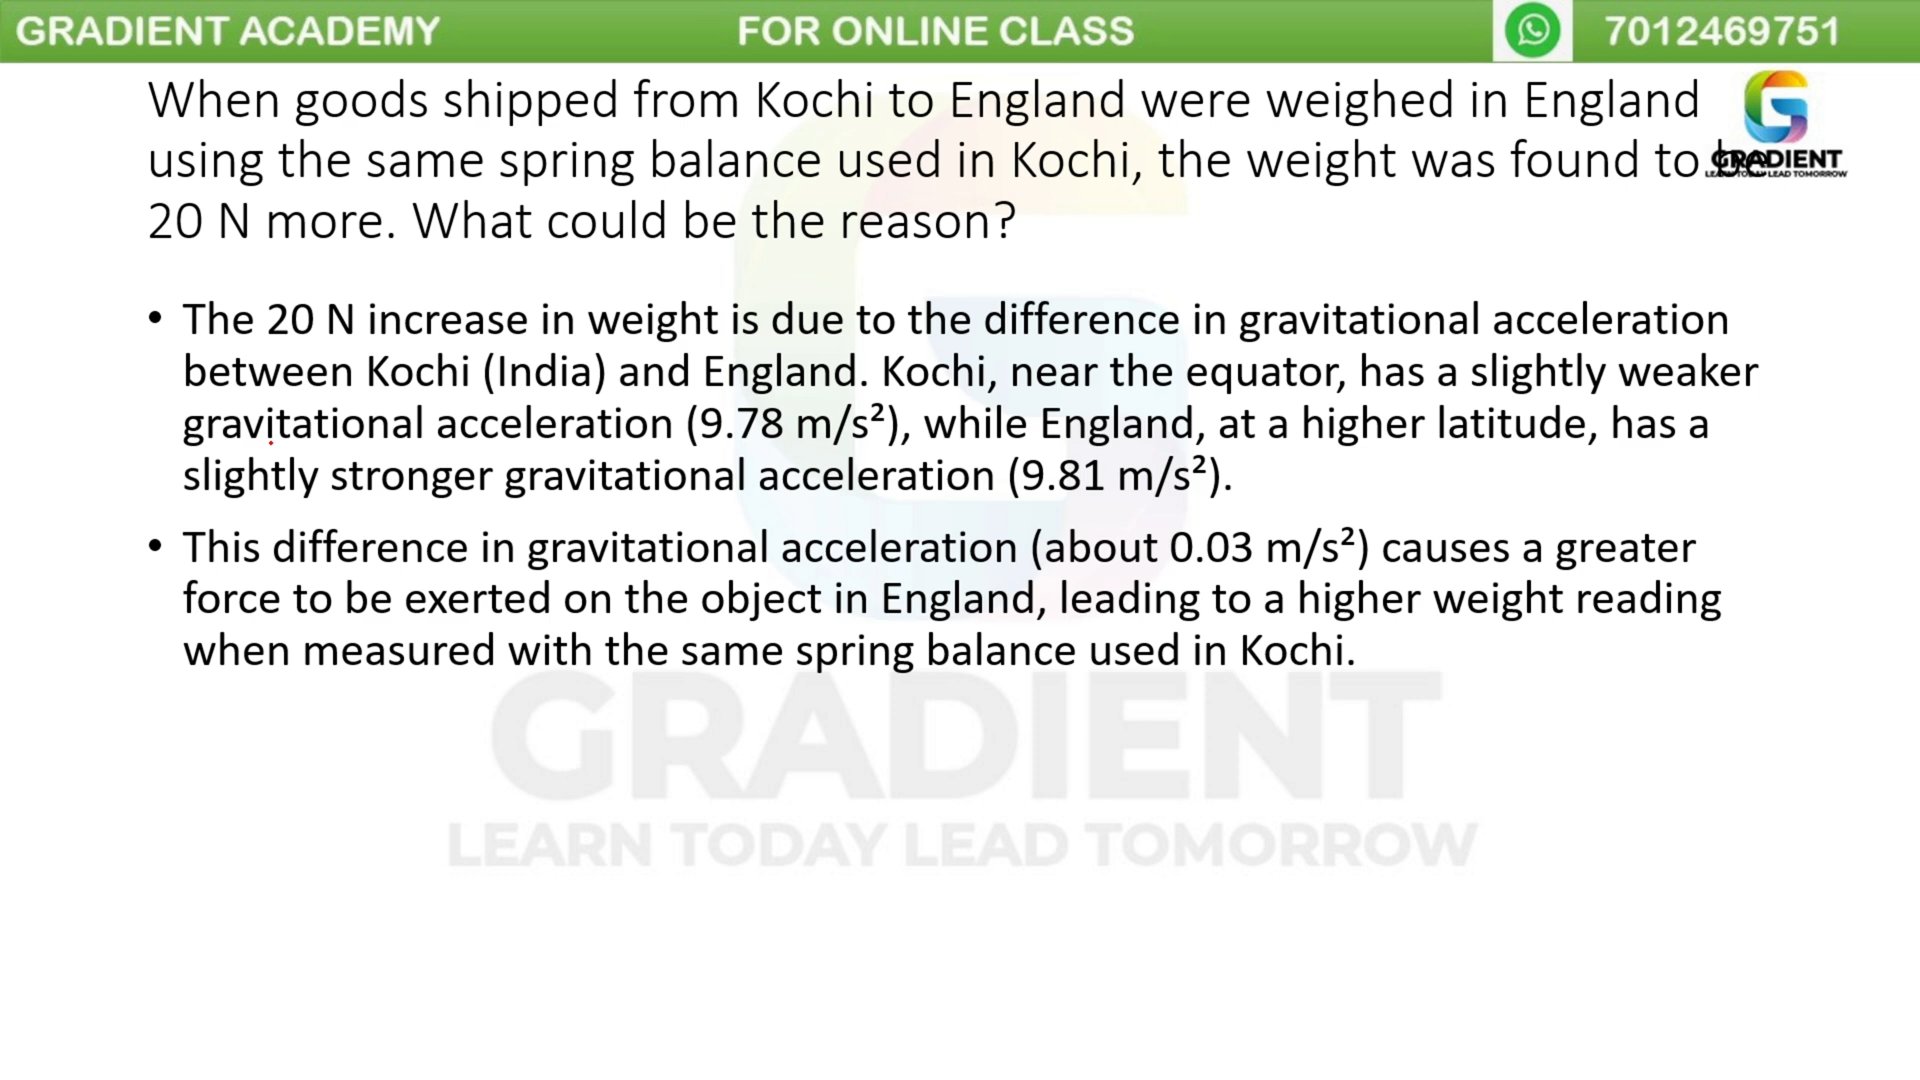 GRADIENT ACADEMY FOR ONLINE CLASS 7012469751
When goods shipped from Kochi to England were weighed in England
using the same spring balance used in Kochi, the weight was found to be
GRADIENT
LEARN TODAY LEAD TOMORROW
20 N more. What could be the reason?
• The 20 N increase in weight is due to the difference in gravitational acceleration
between Kochi (India) and England. Kochi, near the equator, has a slightly weaker
gravitational acceleration (9.78 m/s²), while England, at a higher latitude, has a
slightly stronger gravitational acceleration (9.81 m/s²).
• This difference in gravitational acceleration (about 0.03 m/s²) causes a greater
force to be exerted on the object in England, leading to a higher weight reading
when measured with the same spring balance used in Kochi.
GRADIENT
LEARN TODAY LEAD TOMORROW